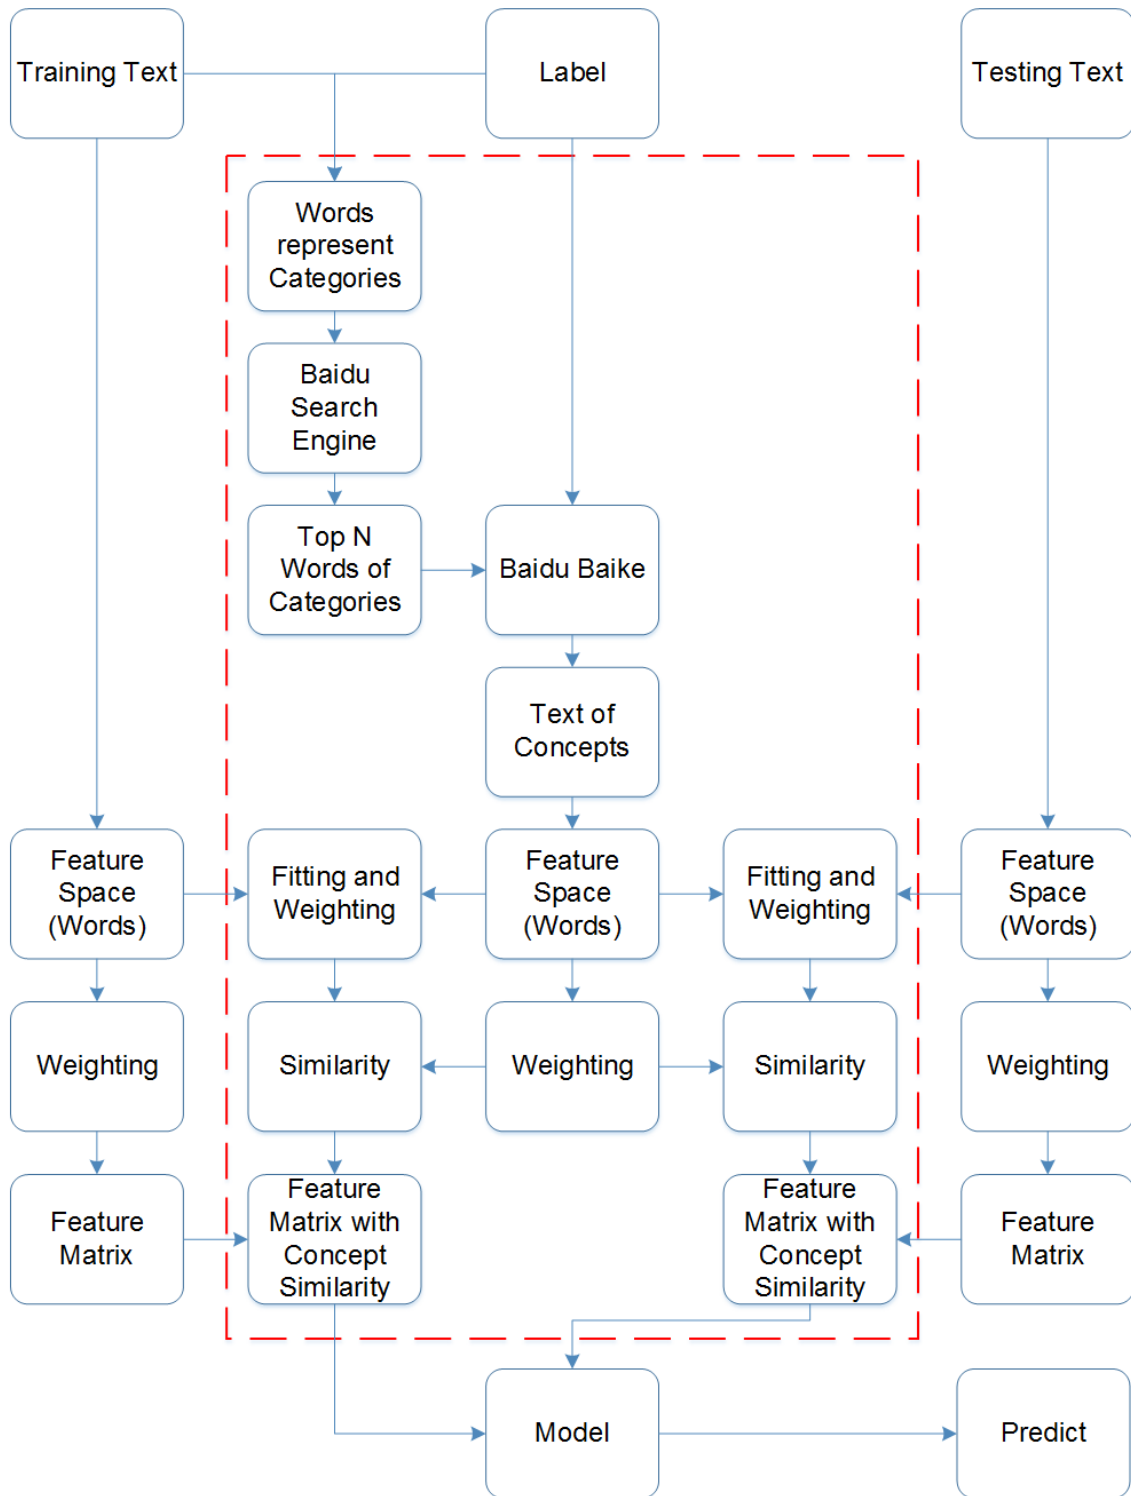 Training Text
Label
Testing Text
Words
represent
Categories
Baidu
Search
Engine
Top N
Words of
Categories
Baidu Baike
Text of
Concepts
Feature
Space
(Words)
Fitting and
Weighting
Feature
Space
(Words)
Fitting and
Weighting
Feature
Space
(Words)
Weighting
Similarity
Weighting
Similarity
Weighting
Feature
Matrix
Feature
Matrix with
Concept
Similarity
Feature
Matrix with
Concept
Similarity
Feature
Matrix
Model
Predict